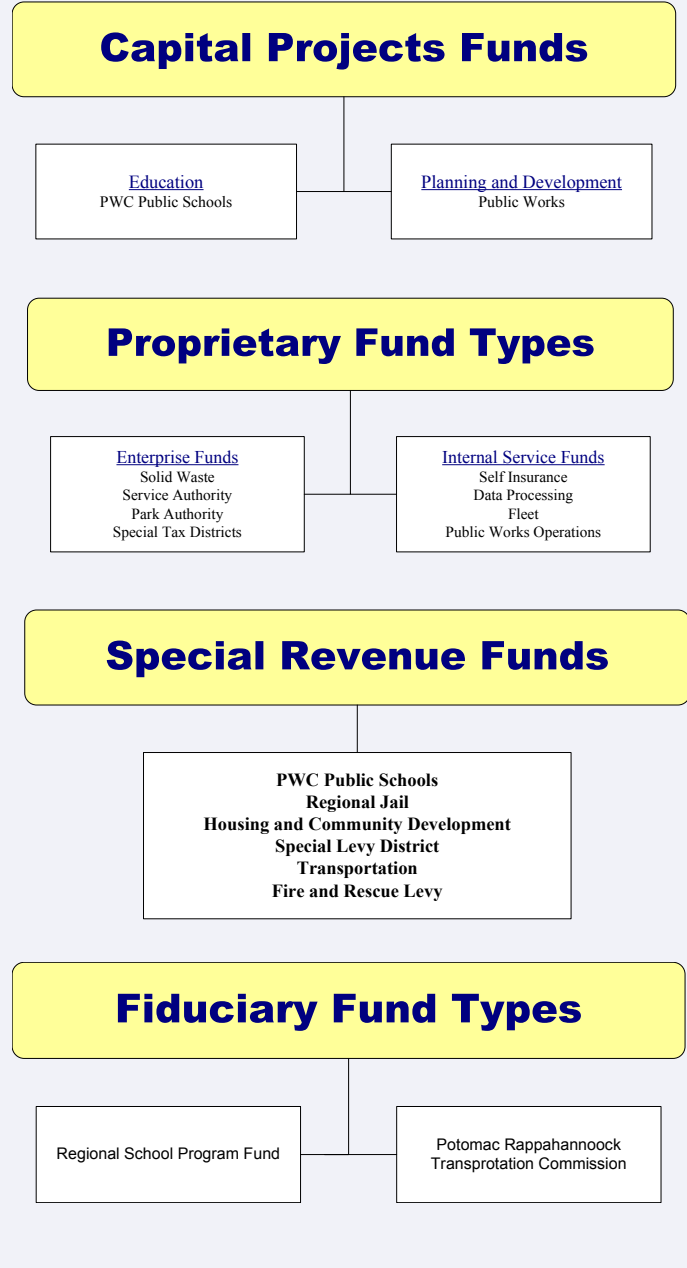 Capital Projects Funds
Education
PWC Public Schools
Planning and Development
Public Works
Proprietary Fund Types
Enterprise Funds
Solid Waste
Service Authority
Park Authority
Special Tax Districts
Internal Service Funds
Self Insurance
Data Processing
Fleet
Public Works Operations
Special Revenue Funds
PWC Public Schools
Regional Jail
Housing and Community Development
Special Levy District
Transportation
Fire and Rescue Levy
Fiduciary Fund Types
Regional School Program Fund
Potomac Rappahannoock
Transprotation Commission